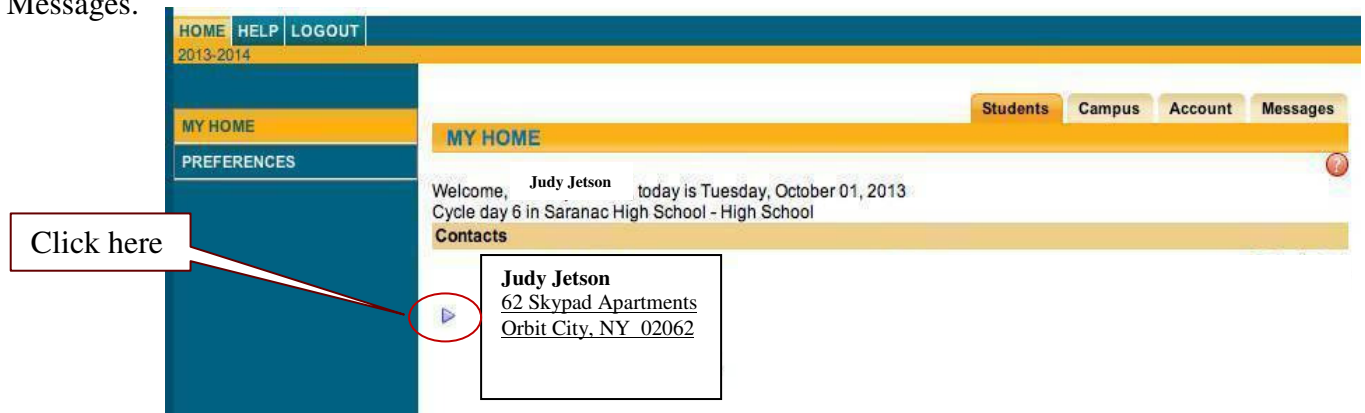 Messages.
HOME HELP LOGOUT
2013-2014
Students Campus Account Messages
MY HOME
MY HOME
PREFERENCES
?
Welcome, Judy Jetson today is Tuesday, October 01, 2013
Cycle day 6 in Saranac High School - High School
Contacts
Click here
Judy Jetson
62 Skypad Apartments
Orbit City, NY 02062